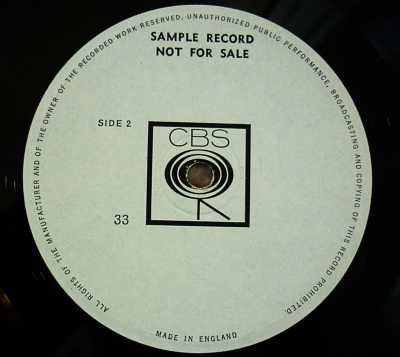 ALL RIGHTS OF THE MANUFACTURER AND OF THE OWNER OF THE RECORDED WORK RESERVED. UNAUTHORIZED PUBLIC PERFORMANCE, BROADCASTING AND COPYING OF THIS RECORD PROHIBITED.
SAMPLE RECORD
NOT FOR SALE
SIDE 2
CBS
33
MADE IN ENGLAND